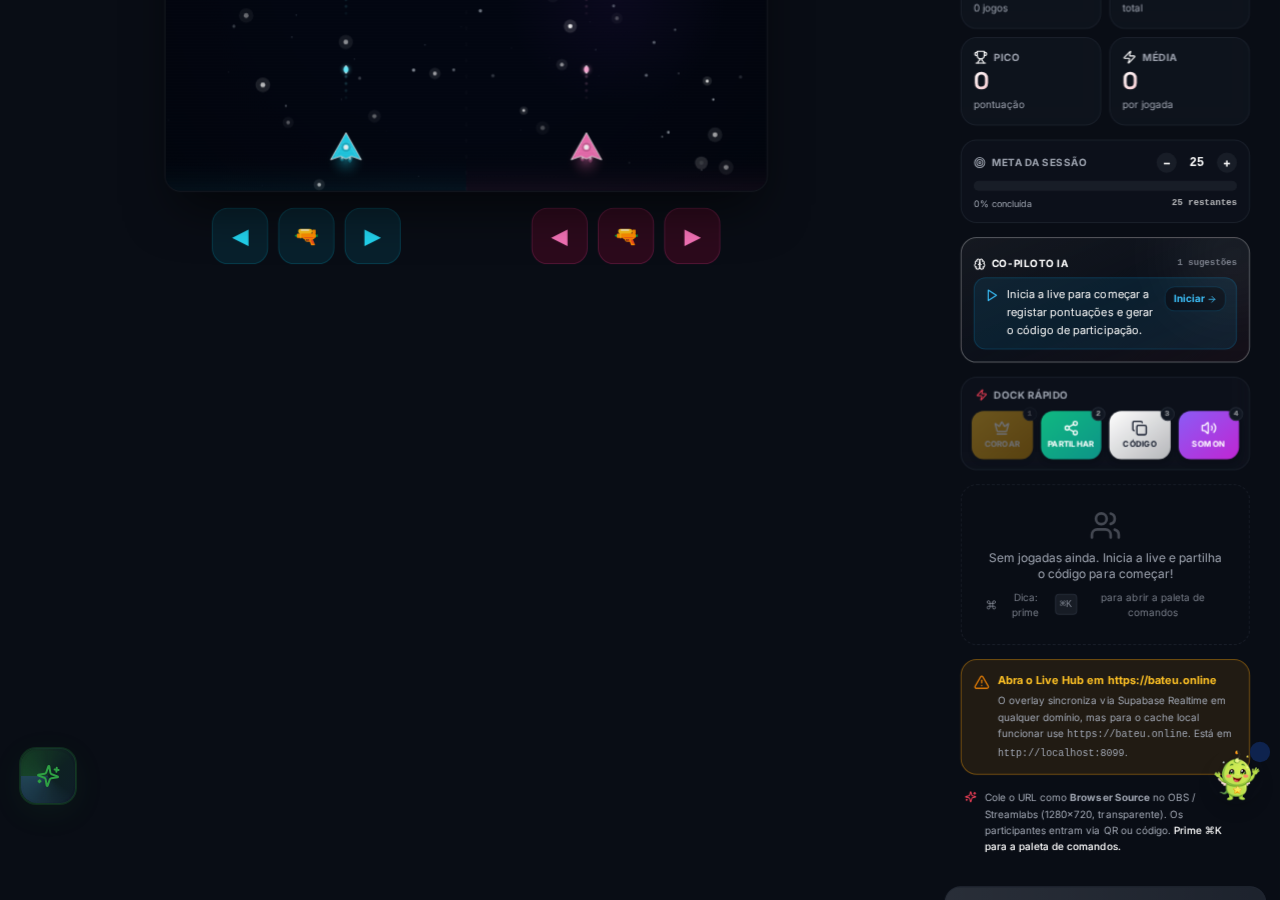 0 jogos
total
PICO
0
pontuação
MÉDIA
0
por jogada
META DA SESSÃO
− 25 +
0% concluída
25 restantes
CO-PILOTO IA
1 sugestões
Inicia a live para começar a
registar pontuações e gerar
o código de participação.
Iniciar →
DOCK RÁPIDO
1
COROAR
2
PARTILHAR
3
CÓDIGO
4
SOM ON
Sem jogadas ainda. Inicia a live e partilha
o código para começar!
⌘ Dica: prime ⌘K para abrir a paleta de comandos
Abra o Live Hub em https://bateu.online
O overlay sincroniza via Supabase Realtime em
qualquer domínio, mas para o cache local
funcionar use https://bateu.online. Está em
http://localhost:8099.
Cole o URL como Browser Source no OBS /
Streamlabs (1280×720, transparente). Os
participantes entram via QR ou código. Prime ⌘K
para a paleta de comandos.